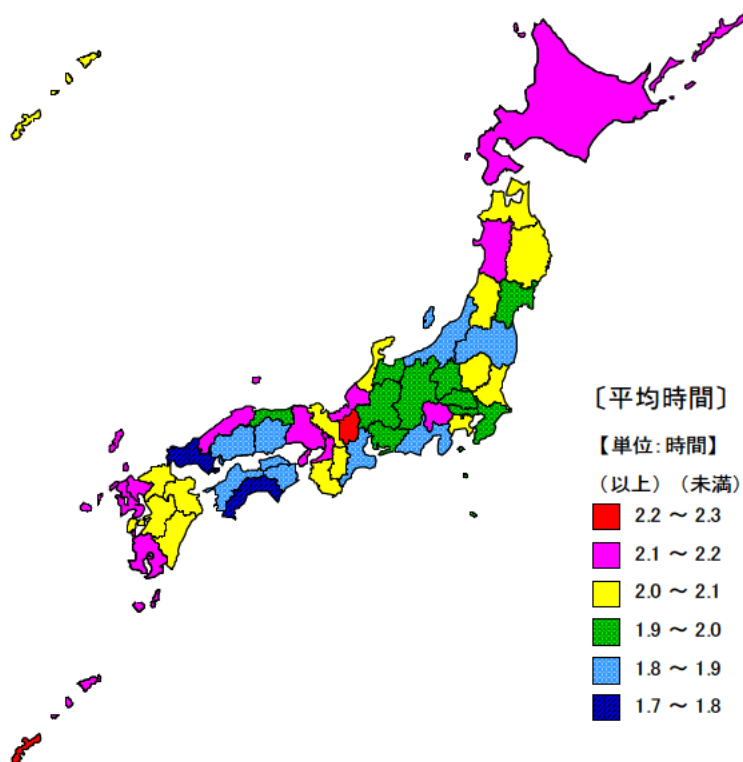 〔平均時間〕
【単位：時間】
（以上）（未満）
2.2 ～ 2.3
2.1 ～ 2.2
2.0 ～ 2.1
1.9 ～ 2.0
1.8 ～ 1.9
1.7 ～ 1.8